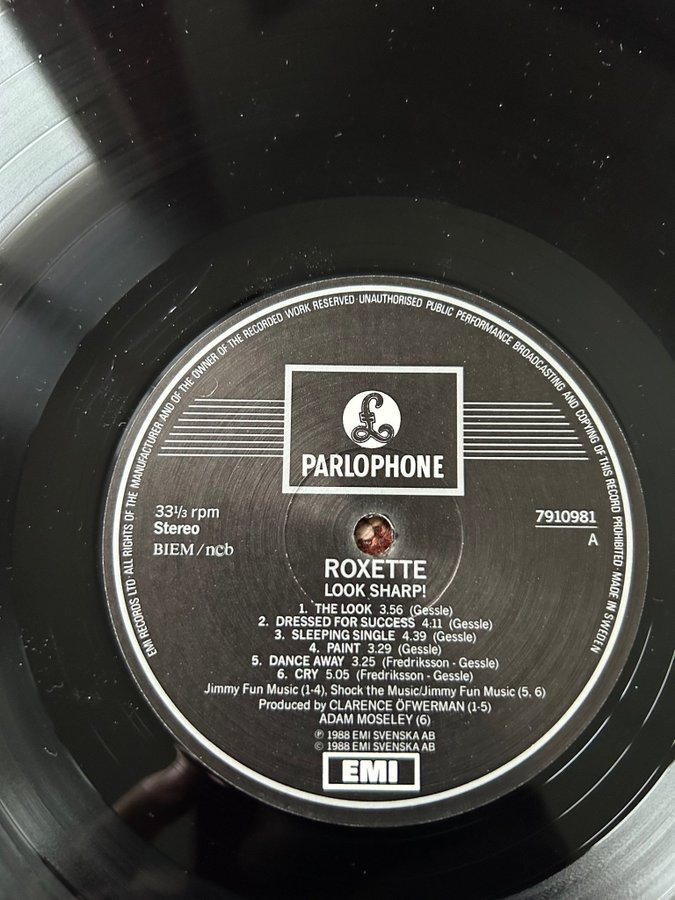 EMI RECORDS LTD · ALL RIGHTS OF THE MANUFACTURER AND OF THE OWNER OF THE RECORDED WORK RESERVED · UNAUTHORISED PUBLIC PERFORMANCE BROADCASTING AND COPYING OF THIS RECORD PROHIBITED · MADE IN SWEDEN
£
PARLOPHONE
33⅓ rpm
Stereo
BIEM/ncb
7910981
A
ROXETTE
LOOK SHARP!
1. THE LOOK 3.56 (Gessle)
2. DRESSED FOR SUCCESS 4:11 (Gessle)
3. SLEEPING SINGLE 4.39 (Gessle)
4. PAINT 3.29 (Gessle)
5. DANCE AWAY 3.25 (Fredriksson - Gessle)
6. CRY 5.05 (Fredriksson - Gessle)
Jimmy Fun Music (1-4), Shock the Music/Jimmy Fun Music (5, 6)
Produced by CLARENCE ÖFWERMAN (1-5)
ADAM MOSELEY (6)
℗ 1988 EMI SVENSKA AB
© 1988 EMI SVENSKA AB
EMI